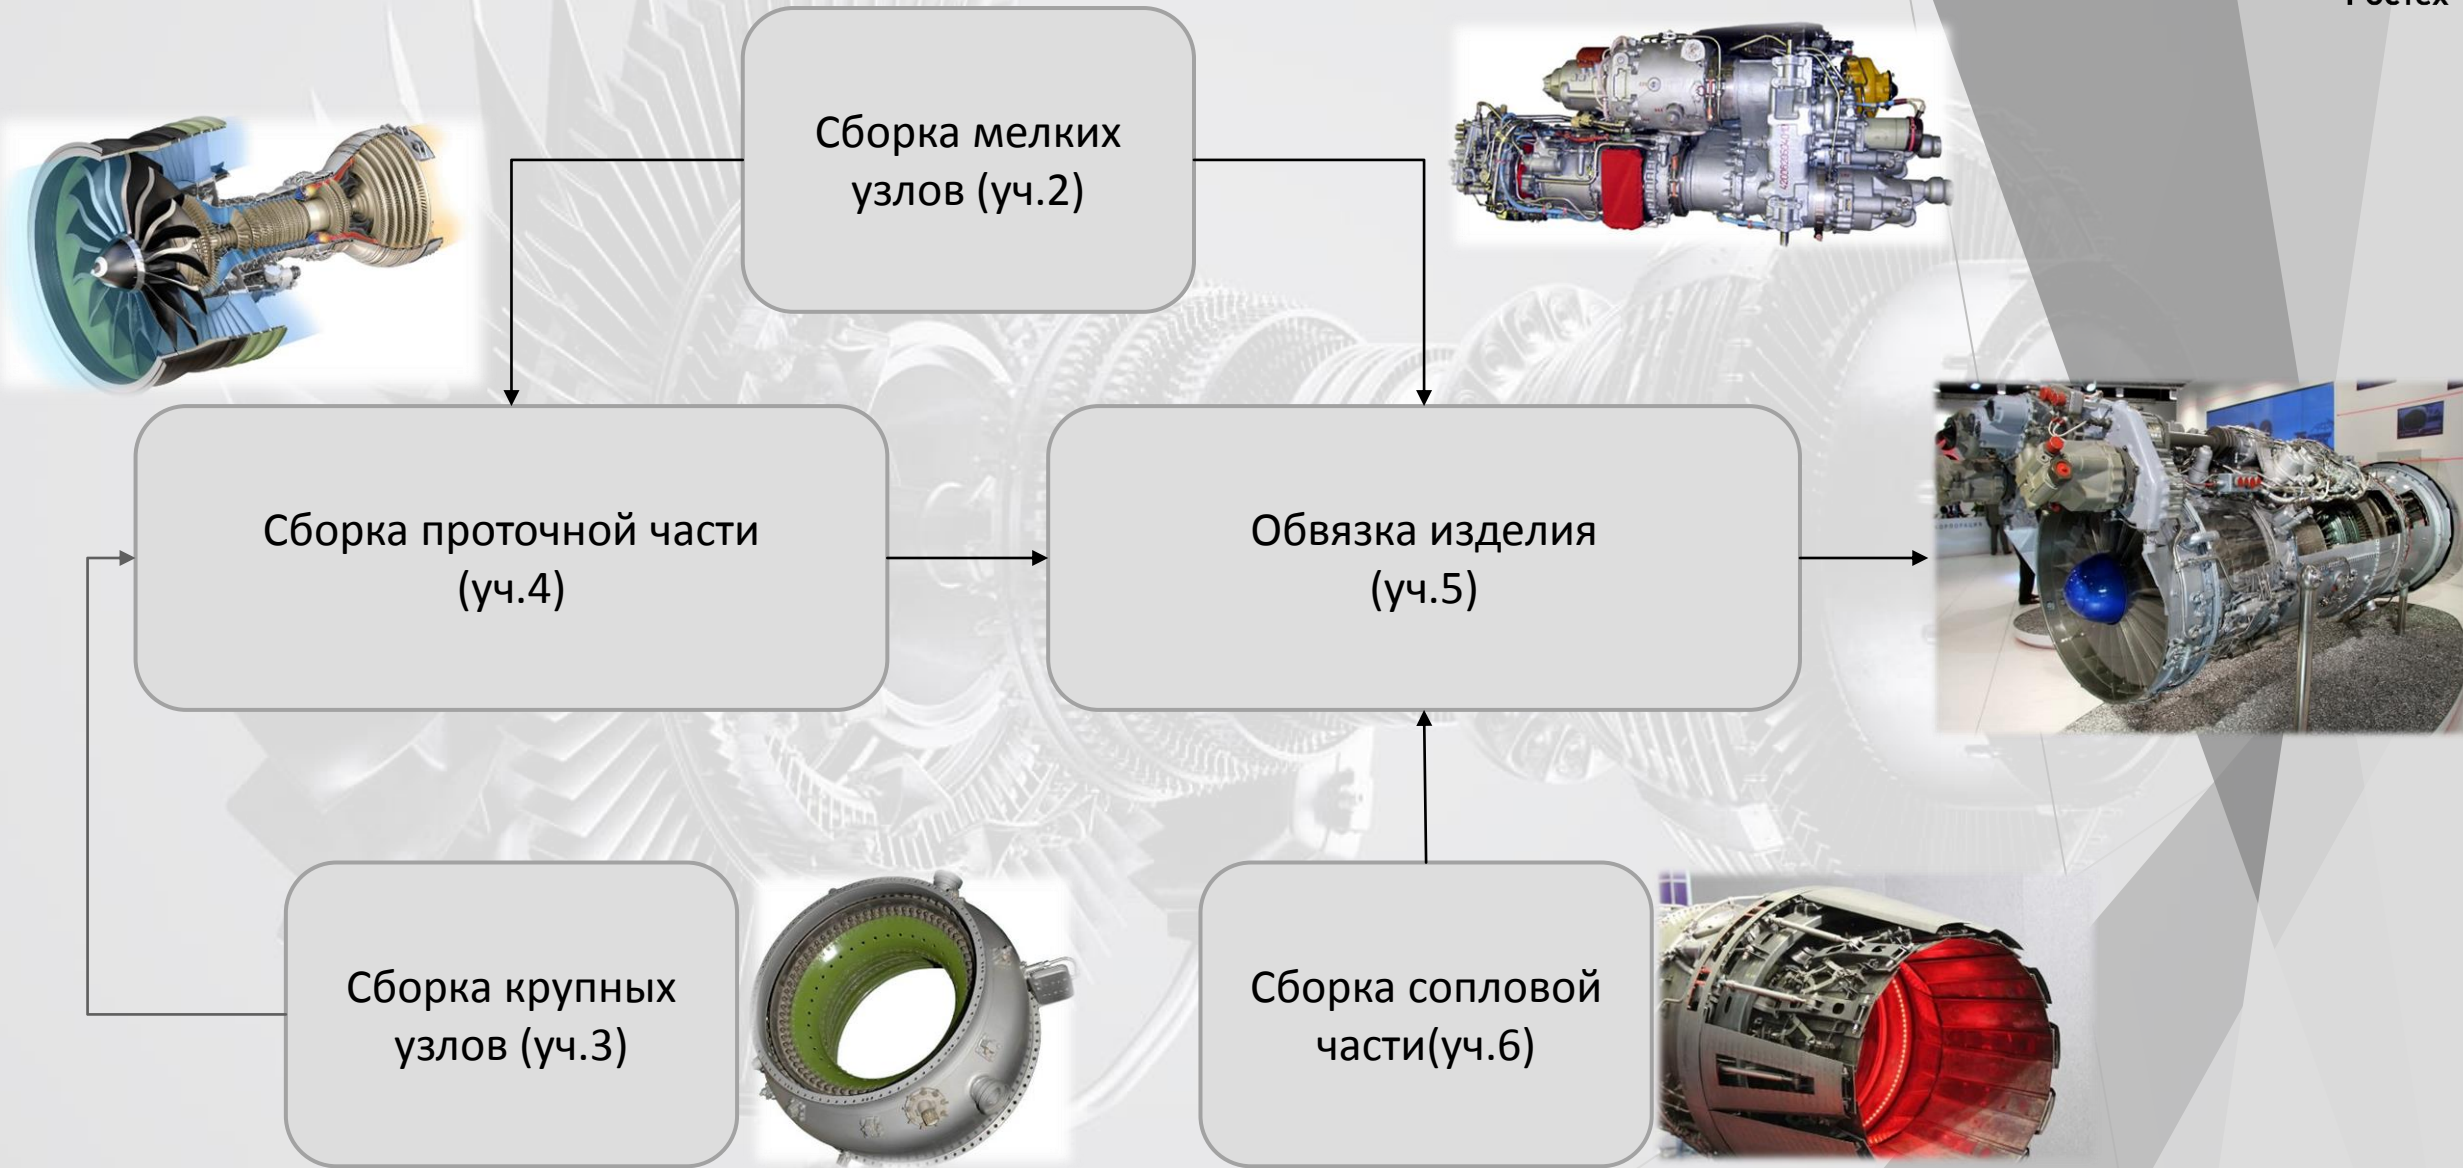 Ростех
Сборка мелких
узлов (уч.2)
Сборка проточной части
(уч.4)
Обвязка изделия
(уч.5)
Сборка крупных
узлов (уч.3)
Сборка сопловой
части(уч.6)